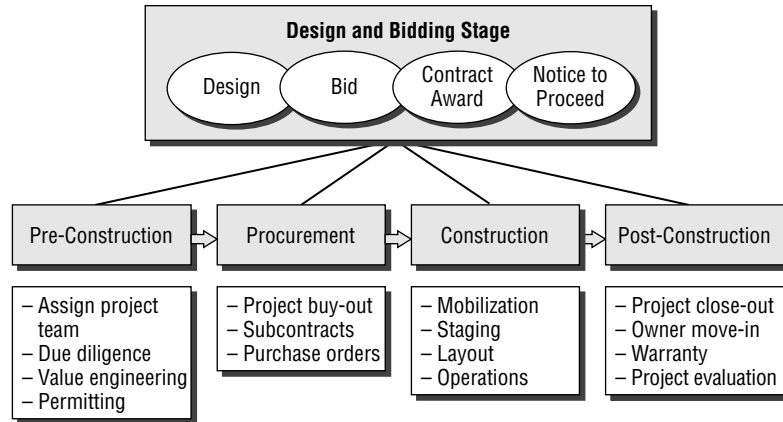 Design and Bidding Stage
Design
Bid
Contract
Award
Notice to
Proceed
Pre-Construction
Procurement
Construction
Post-Construction
– Assign project
team
– Due diligence
– Value engineering
– Permitting
– Project buy-out
– Subcontracts
– Purchase orders
– Mobilization
– Staging
– Layout
– Operations
– Project close-out
– Owner move-in
– Warranty
– Project evaluation